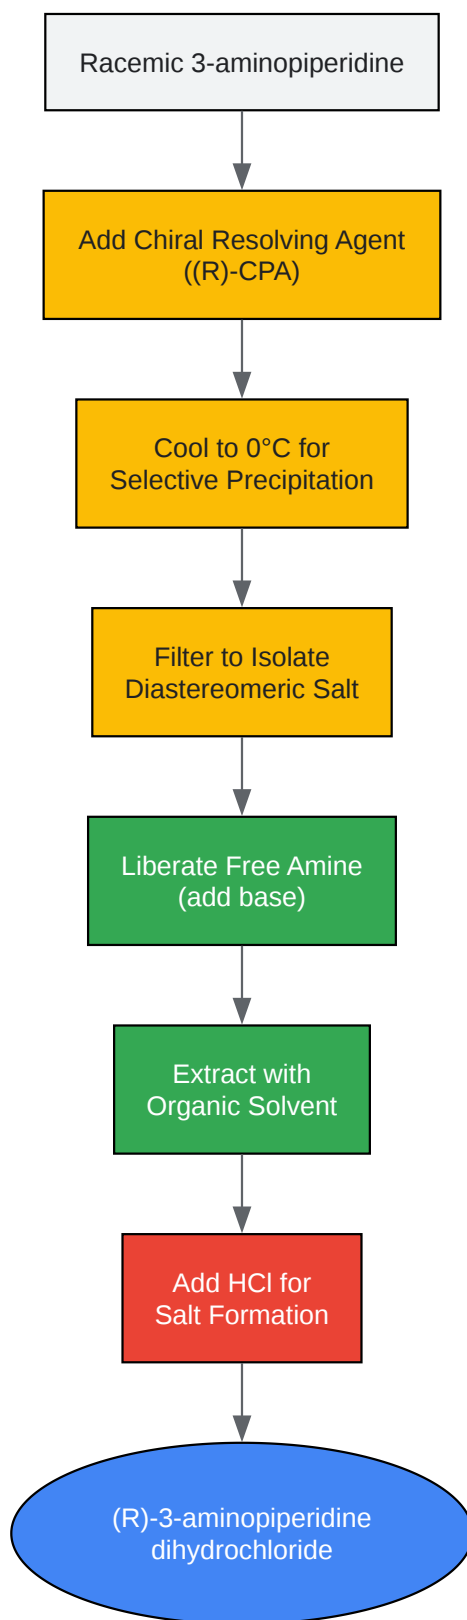 Racemic 3-aminopiperidine
Add Chiral Resolving Agent
((R)-CPA)
Cool to 0°C for
Selective Precipitation
Filter to Isolate
Diastereomeric Salt
Liberate Free Amine
(add base)
Extract with
Organic Solvent
Add HCl for
Salt Formation
(R)-3-aminopiperidine
dihydrochloride